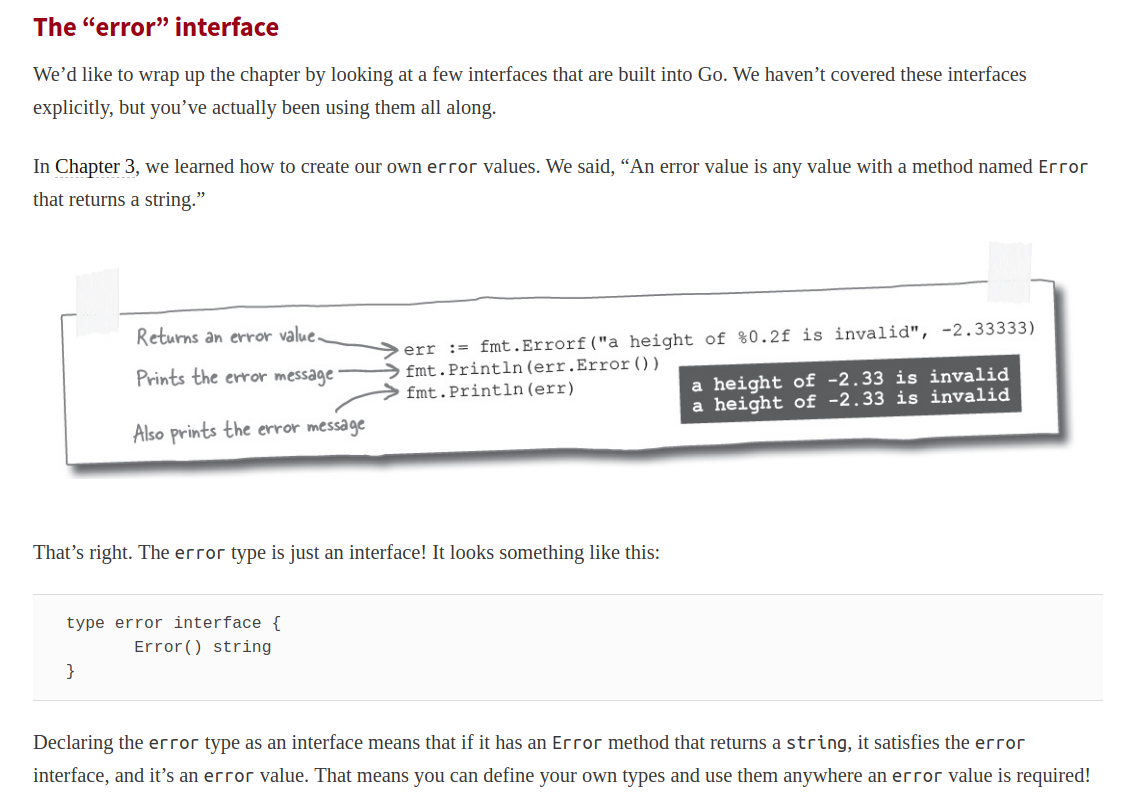 The “error” interface
We’d like to wrap up the chapter by looking at a few interfaces that are built into Go. We haven’t covered these interfaces
explicitly, but you’ve actually been using them all along.
In Chapter 3, we learned how to create our own error values. We said, “An error value is any value with a method named Error
that returns a string.”
Returns an error value.
err := fmt.Errorf("a height of %0.2f is invalid", -2.33333)
Prints the error message
fmt.Println(err.Error())
Also prints the error message
fmt.Println(err)
a height of -2.33 is invalid
a height of -2.33 is invalid
That’s right. The error type is just an interface! It looks something like this:
type error interface {
Error() string
}
Declaring the error type as an interface means that if it has an Error method that returns a string, it satisfies the error
interface, and it’s an error value. That means you can define your own types and use them anywhere an error value is required!